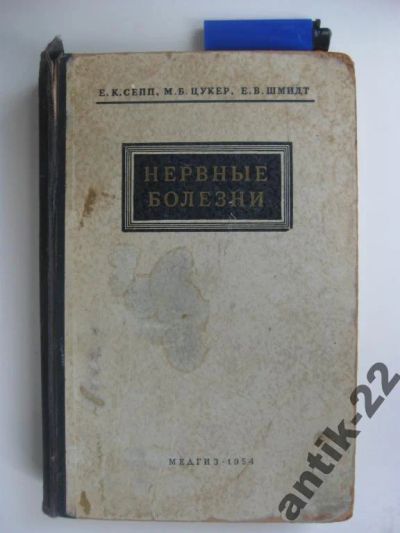 Е. К. СЕПП, М. Б. ЦУКЕР, Е. В. ШМИДТ
НЕРВНЫЕ
БОЛЕЗНИ
МЕДГИЗ - 1954
antik-22